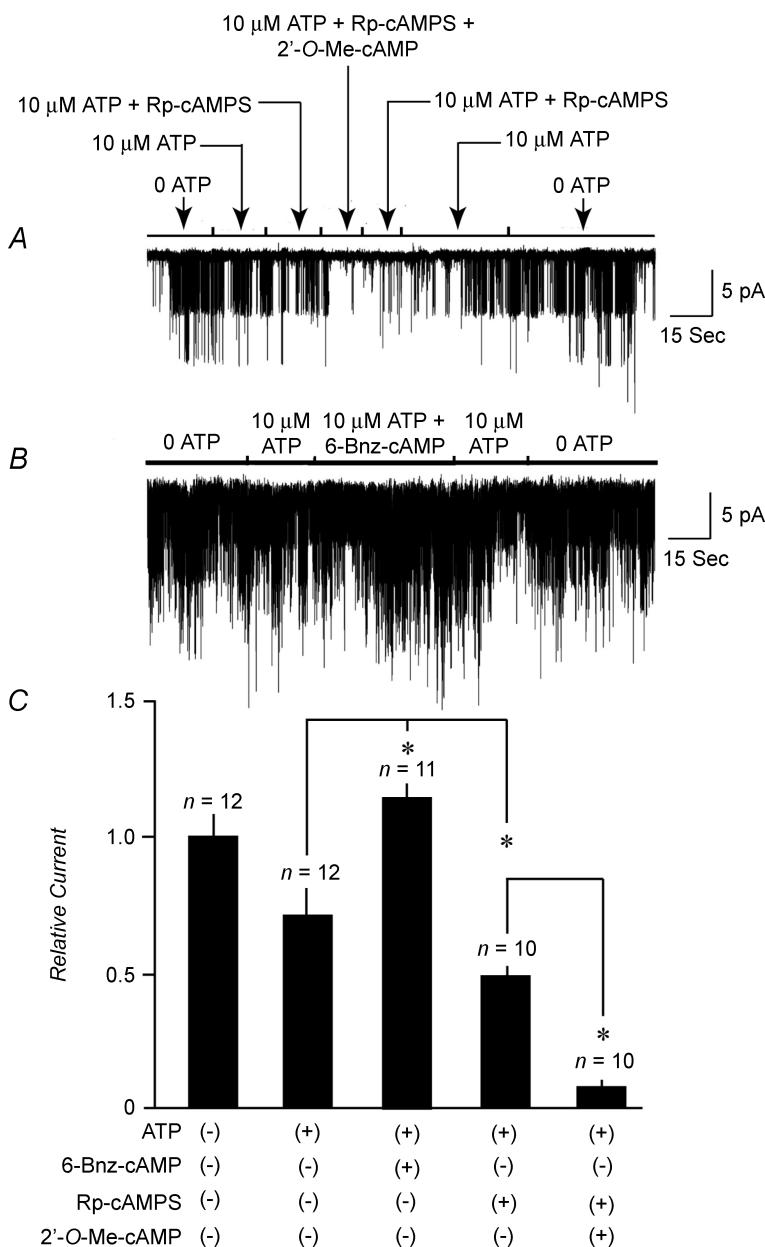 10 μM ATP + Rp-cAMPS +
2'-O-Me-cAMP
10 μM ATP + Rp-cAMPS
10 μM ATP + Rp-cAMPS
10 μM ATP
10 μM ATP
0 ATP
0 ATP
A
5 pA
15 Sec
0 ATP
10 μM
ATP
10 μM ATP +
6-Bnz-cAMP
10 μM
ATP
0 ATP
B
5 pA
15 Sec
C
1.5
1.0
0.5
0
Relative Current
n = 12
n = 12
*
n = 11
*
n = 10
*
n = 10
ATP (-) (+) (+) (+) (+)
6-Bnz-cAMP (-) (-) (+) (-) (-)
Rp-cAMPS (-) (-) (-) (+) (+)
2'-O-Me-cAMP (-) (-) (-) (-) (+)